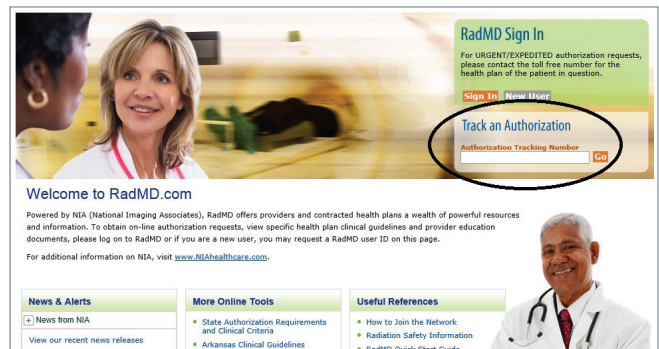 RadMD Sign In
For URGENT/EXPEDITED authorization requests,
please contact the toll free number for the
health plan of the patient in question.
Sign In New User
Track an Authorization
Authorization Tracking Number
Go
Welcome to RadMD.com
Powered by NIA (National Imaging Associates), RadMD offers providers and contracted health plans a wealth of powerful resources
and information. To obtain on-line authorization requests, view specific health plan clinical guidelines and provider education
documents, please log on to RadMD or if you are a new user, you may request a RadMD user ID on this page.
For additional information on NIA, visit www.NIAhealthcare.com.
News & Alerts
+ News from NIA
View our recent news releases
More Online Tools
• State Authorization Requirements
and Clinical Criteria
• Arkansas Clinical Guidelines
Useful References
• How to Join the Network
• Radiation Safety Information
• RadMD Quick Start Guide